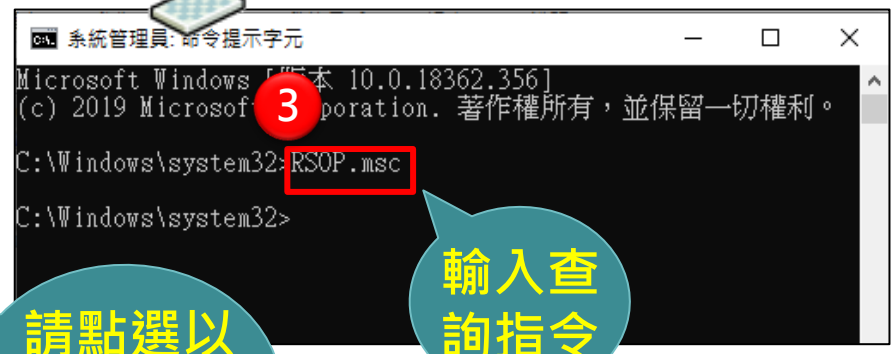 系統管理員: 命令提示字元
Microsoft Windows [版本 10.0.18362.356]
(c) 2019 Microsof poration. 著作權所有，並保留一切權利。
3
C:\Windows\system32>RSOP.msc
C:\Windows\system32>
輸入查
詢指令
請點選以